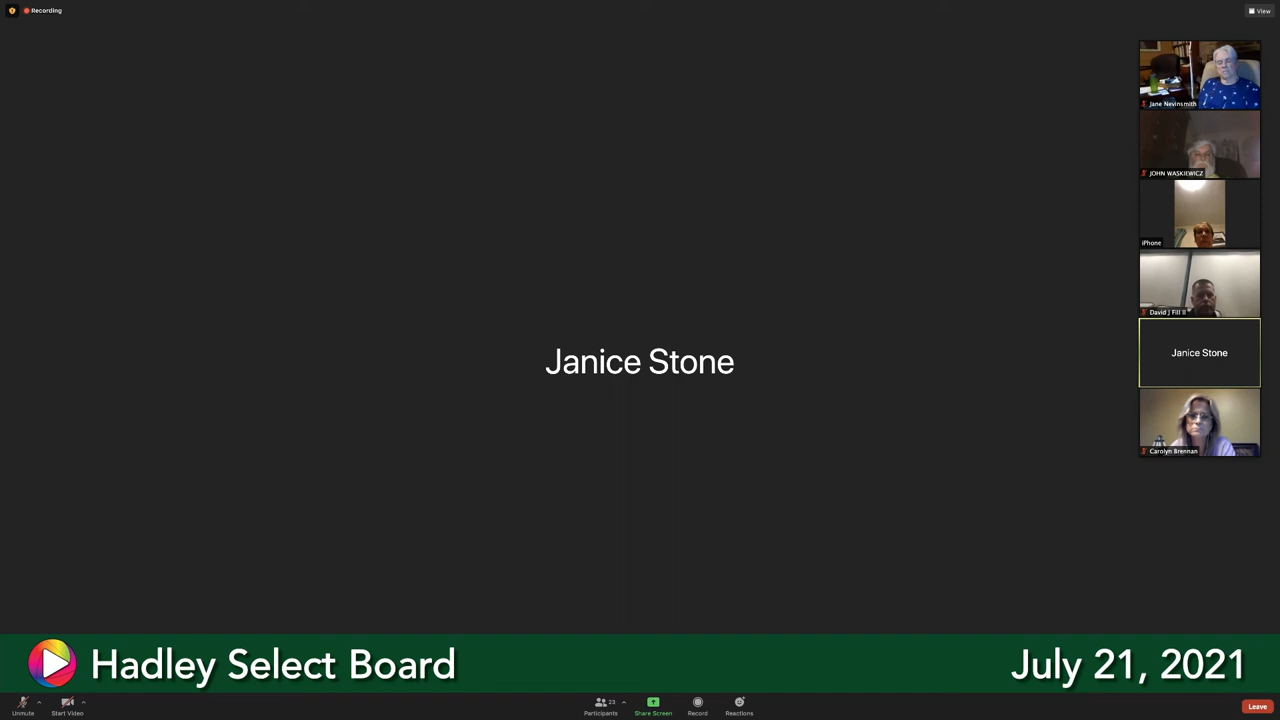 Recording
View
Jane Nevinsmith
JOHN WASKIEWICZ
iPhone
David J Fill II
Janice Stone
Janice Stone
Carolyn Brennan
Hadley Select Board
July 21, 2021
Unmute
Start Video
Participants
23
Share Screen
Record
Reactions
Leave